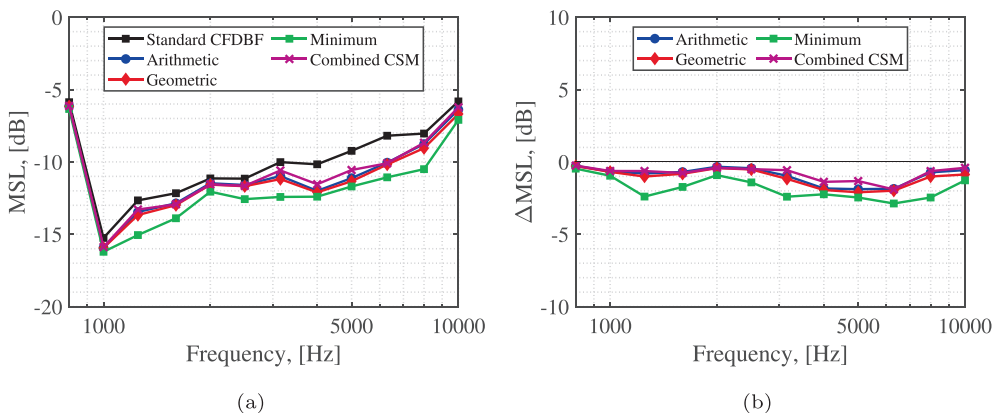 0
-5
-10
-15
-20
MSL, [dB]
Standard CFDBF
Arithmetic
Geometric
Minimum
Combined CSM
1000
5000
10000
Frequency, [Hz]
(a)
10
5
0
-5
-10
ΔMSL, [dB]
Arithmetic
Geometric
Minimum
Combined CSM
1000
5000
10000
Frequency, [Hz]
(b)